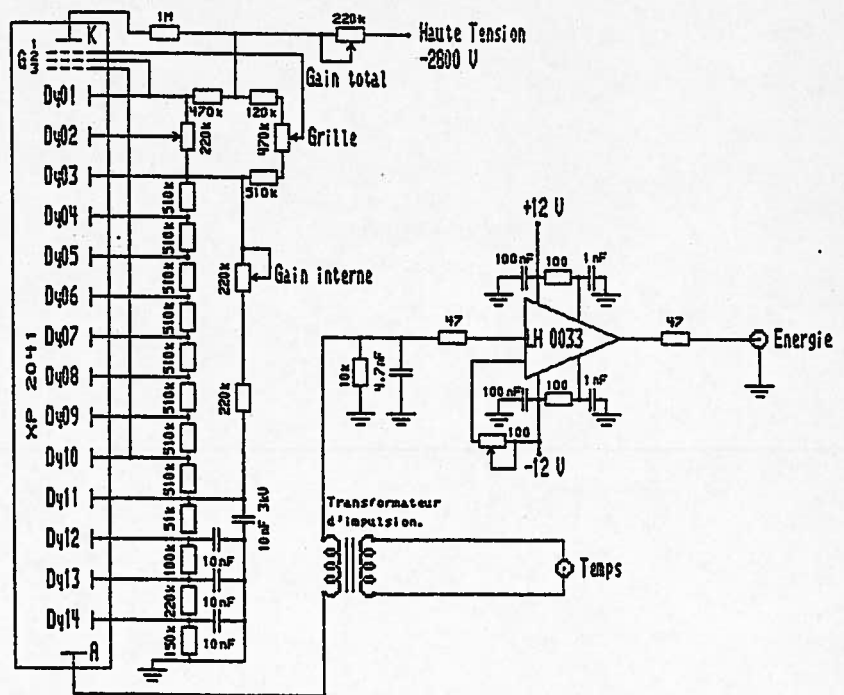 K
1M
220k
Haute Tension
-2800 V
Gain total
G
1
2
3
Dy01
470k
120k
Dy02
220k
470k
Grille
Dy03
510k
510k
Dy04
510k
Dy05
220k
Gain interne
510k
Dy06
510k
Dy07
510k
Dy08
220k
510k
Dy09
510k
Dy10
510k
Dy11
51k
10nF 3kV
Dy12
100k
10nF
Dy13
220k
10nF
Dy14
150k
10nF
A
XP 2041
+12 V
100nF
100
1nF
47
LH 0033
47
Energie
10k
4.7nF
100nF
100
1nF
100
-12 V
Transformateur
d'impulsion.
Temps